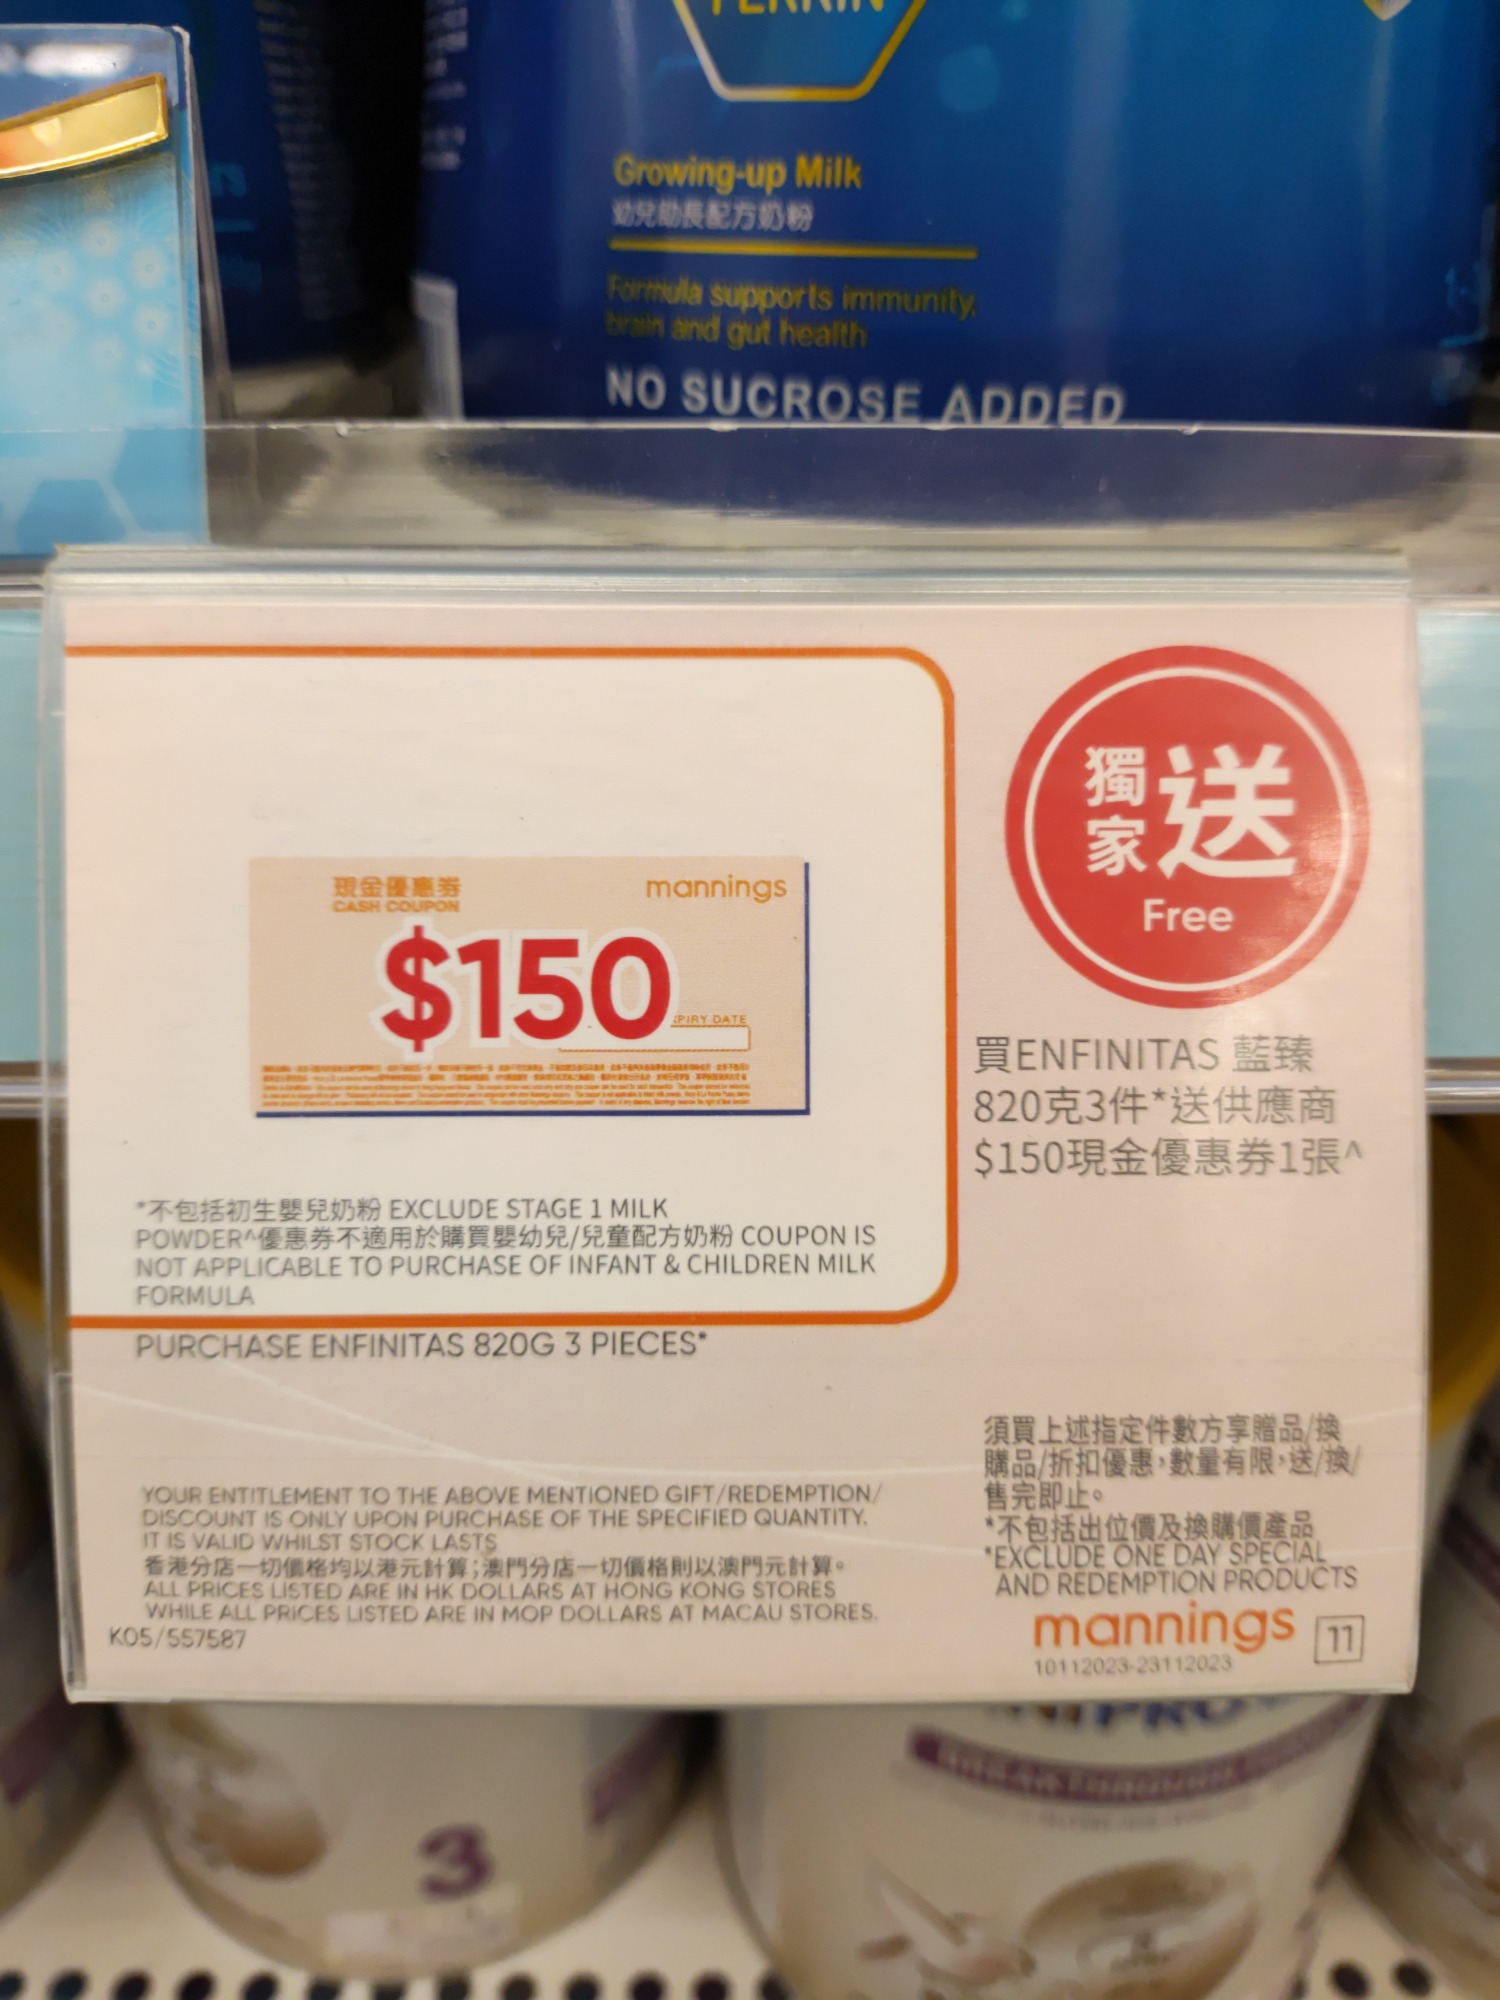 Growing-up Milk
幼兒助長配方奶粉
Formula supports immunity,
brain and gut health
NO SUCROSE ADDED
獨家送
Free
現金優惠券
CASH COUPON
mannings
$150
PIRY DATE
買ENFINITAS 藍臻
820克3件*送供應商
$150現金優惠券1張^
*不包括初生嬰兒奶粉 EXCLUDE STAGE 1 MILK
POWDER^優惠券不適用於購買嬰幼兒/兒童配方奶粉 COUPON IS
NOT APPLICABLE TO PURCHASE OF INFANT & CHILDREN MILK
FORMULA
PURCHASE ENFINITAS 820G 3 PIECES*
YOUR ENTITLEMENT TO THE ABOVE MENTIONED GIFT/REDEMPTION/
DISCOUNT IS ONLY UPON PURCHASE OF THE SPECIFIED QUANTITY.
IT IS VALID WHILST STOCK LASTS
香港分店一切價格均以港元計算;澳門分店一切價格則以澳門元計算。
ALL PRICES LISTED ARE IN HK DOLLARS AT HONG KONG STORES
WHILE ALL PRICES LISTED ARE IN MOP DOLLARS AT MACAU STORES.
K05/557587
須買上述指定件數方享贈品/換
購品/折扣優惠,數量有限,送/換/
售完即止。
*不包括出位價及換購價產品
*EXCLUDE ONE DAY SPECIAL
AND REDEMPTION PRODUCTS
mannings 11
10112023-23112023
3